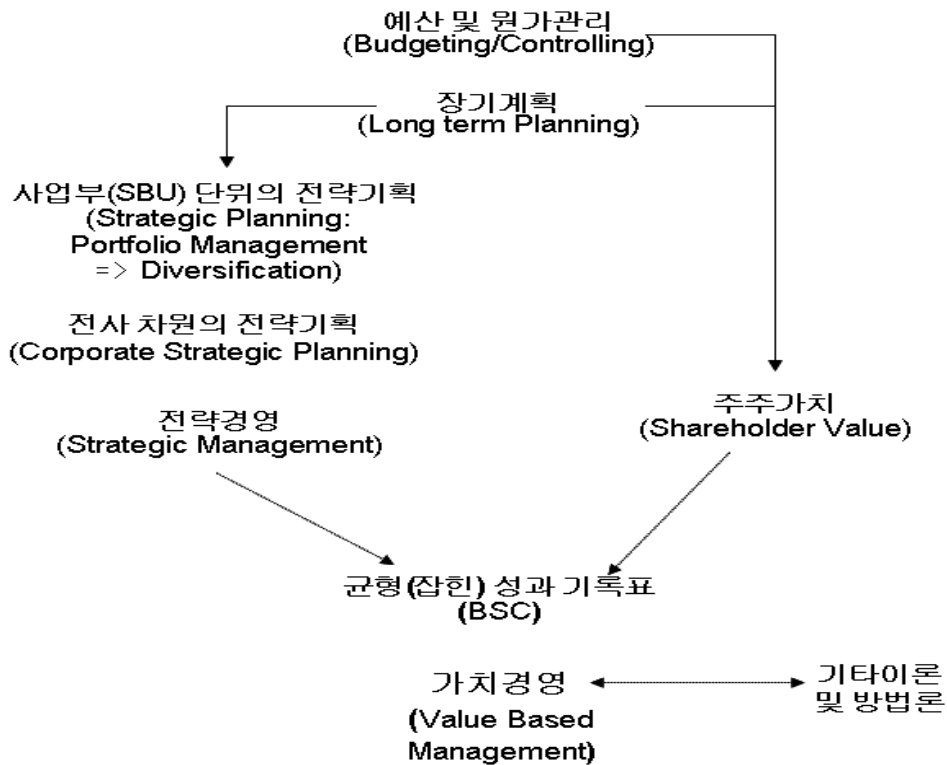 예산 및 원가관리
(Budgeting/Controlling)
장기계획
(Long term Planning)
사업부(SBU) 단위의 전략기획
(Strategic Planning:
Portfolio Management
=> Diversification)
전사 차원의 전략기획
(Corporate Strategic Planning)
전략경영
(Strategic Management)
주주가치
(Shareholder Value)
균형(잡힌) 성과 기록표
(BSC)
가치경영
(Value Based
Management)
기타이론
및 방법론